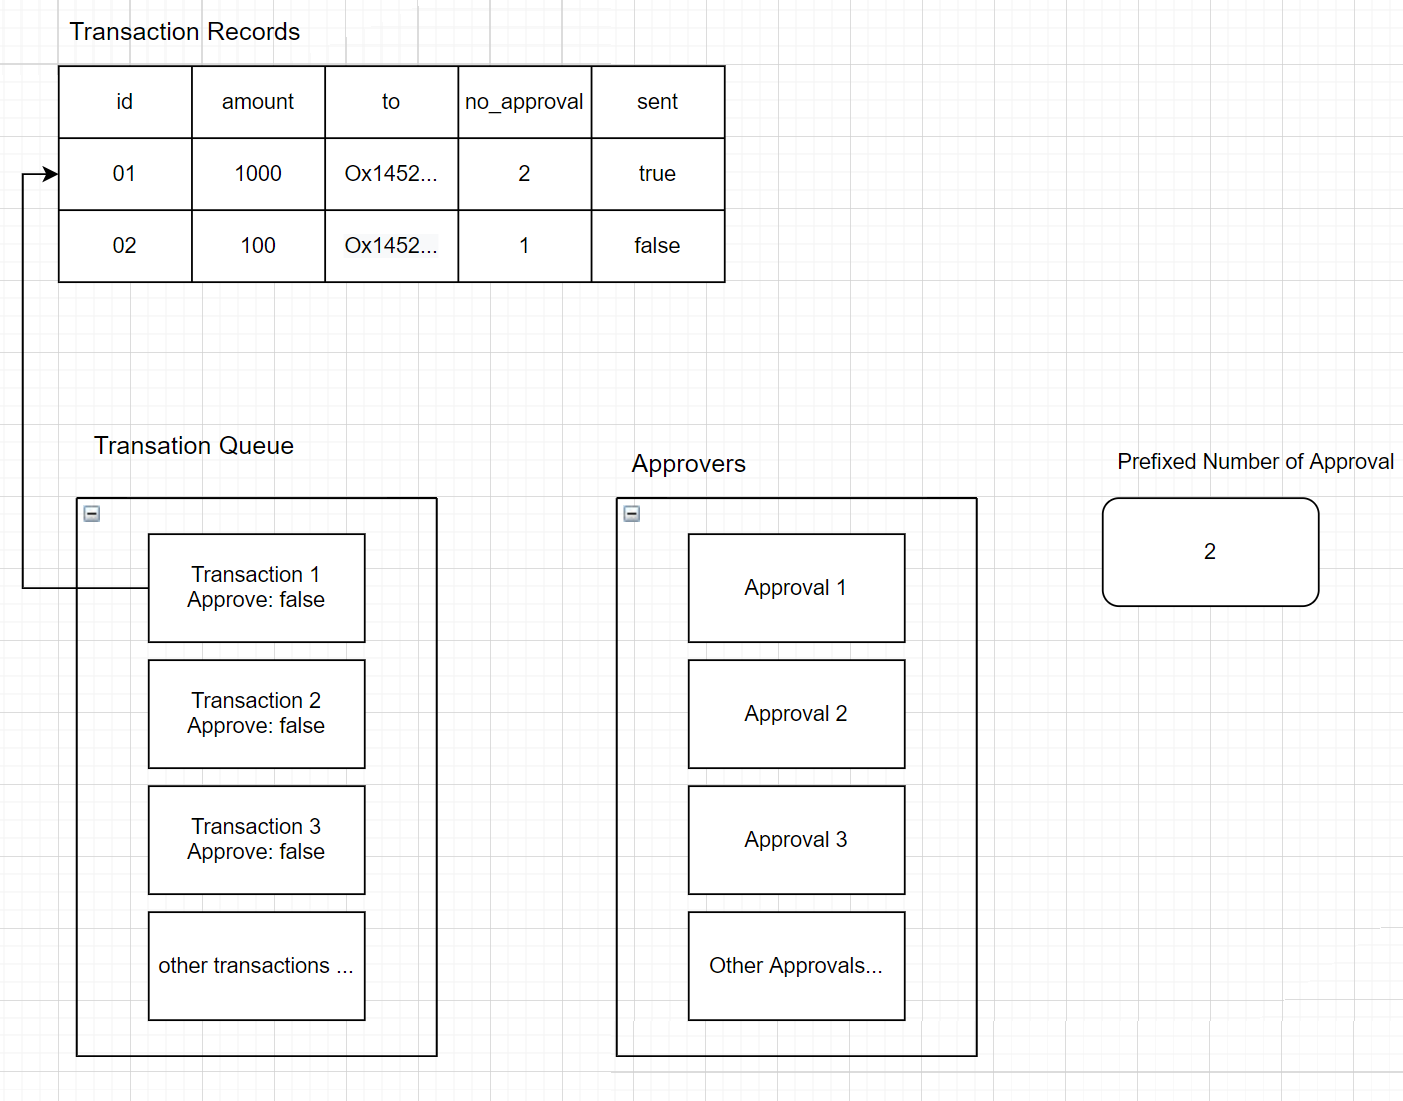 Transaction Records
id amount to no_approval sent
01 1000 Ox1452... 2 true
02 100 Ox1452... 1 false
Transation Queue
Approvers
Prefixed Number of Approval
Transaction 1
Approve: false
Transaction 2
Approve: false
Transaction 3
Approve: false
other transactions ...
Approval 1
Approval 2
Approval 3
Other Approvals...
2